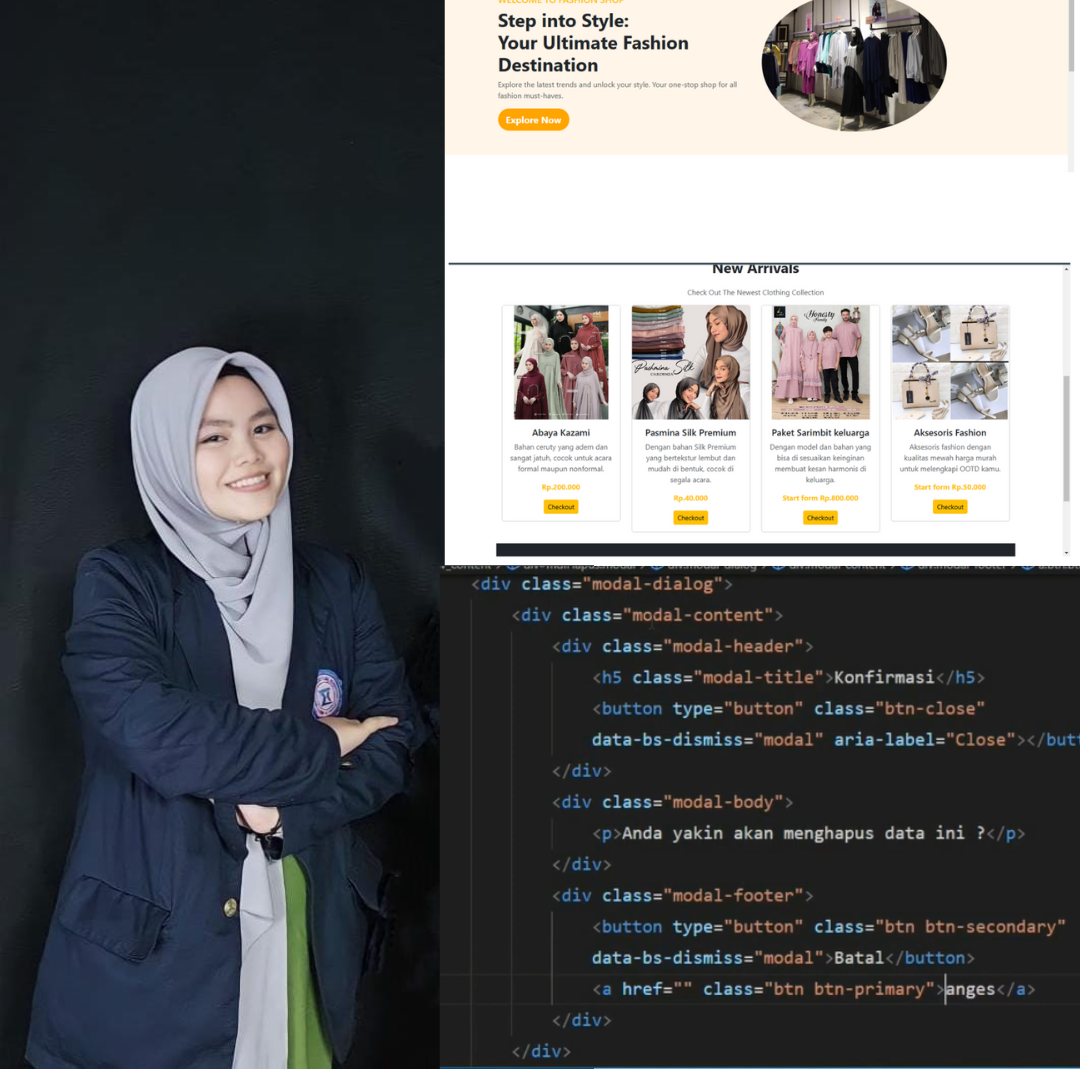 WELCOME TO FASHION SHOP
Step into Style:
Your Ultimate Fashion
Destination
Explore the latest trends and unlock your style. Your one-stop shop for all
fashion must-haves.
Explore Now
New Arrivals
Check Out The Newest Clothing Collection
Honesty
Pashmina Silk
Abaya Kazami
Bahan ceruty yang adem dan
sangat jatuh, cocok untuk acara
formal maupun nonformal.
Rp.200.000
Checkout
Pasmina Silk Premium
Dengan bahan Silk Premium
yang bertekstur lembut dan
mudah di bentuk, cocok di
segala acara.
Rp.40.000
Checkout
Paket Sarimbit keluarga
Dengan model dan bahan yang
bisa di sesuaikan keinginan
membuat kesan harmonis di
keluarga.
Start form Rp.800.000
Checkout
Aksesoris Fashion
Aksesoris fashion dengan
kualitas mewah harga murah
untuk melengkapi OOTD kamu.
Start form Rp.50.000
Checkout
<div class="modal-dialog">
<div class="modal-content">
<div class="modal-header">
<h5 class="modal-title">Konfirmasi</h5>
<button type="button" class="btn-close"
data-bs-dismiss="modal" aria-label="Close"></butt
</div>
<div class="modal-body">
<p>Anda yakin akan menghapus data ini ?</p>
</div>
<div class="modal-footer">
<button type="button" class="btn btn-secondary"
data-bs-dismiss="modal">Batal</button>
<a href="" class="btn btn-primary">anges</a>
</div>
</div>